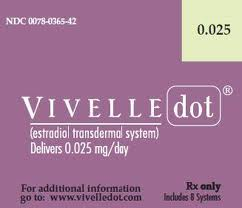 NDC 0078-0365-42
0.025
VIVELLE dot®
(estradiol transdermal system)
Delivers 0.025 mg/day
For additional information
go to: www.vivelledot.com
Rx only
Includes 8 Systems